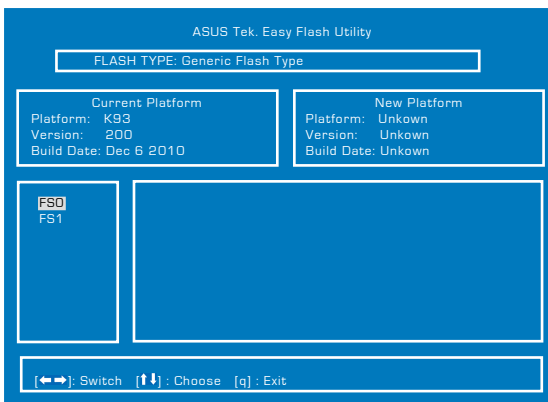 ASUS Tek. Easy Flash Utility
FLASH TYPE: Generic Flash Type
Current Platform
Platform: K93
Version: 200
Build Date: Dec 6 2010
New Platform
Platform: Unkown
Version: Unkown
Build Date: Unkown
FS0
FS1
[←→]: Switch [↑↓] : Choose [q] : Exit